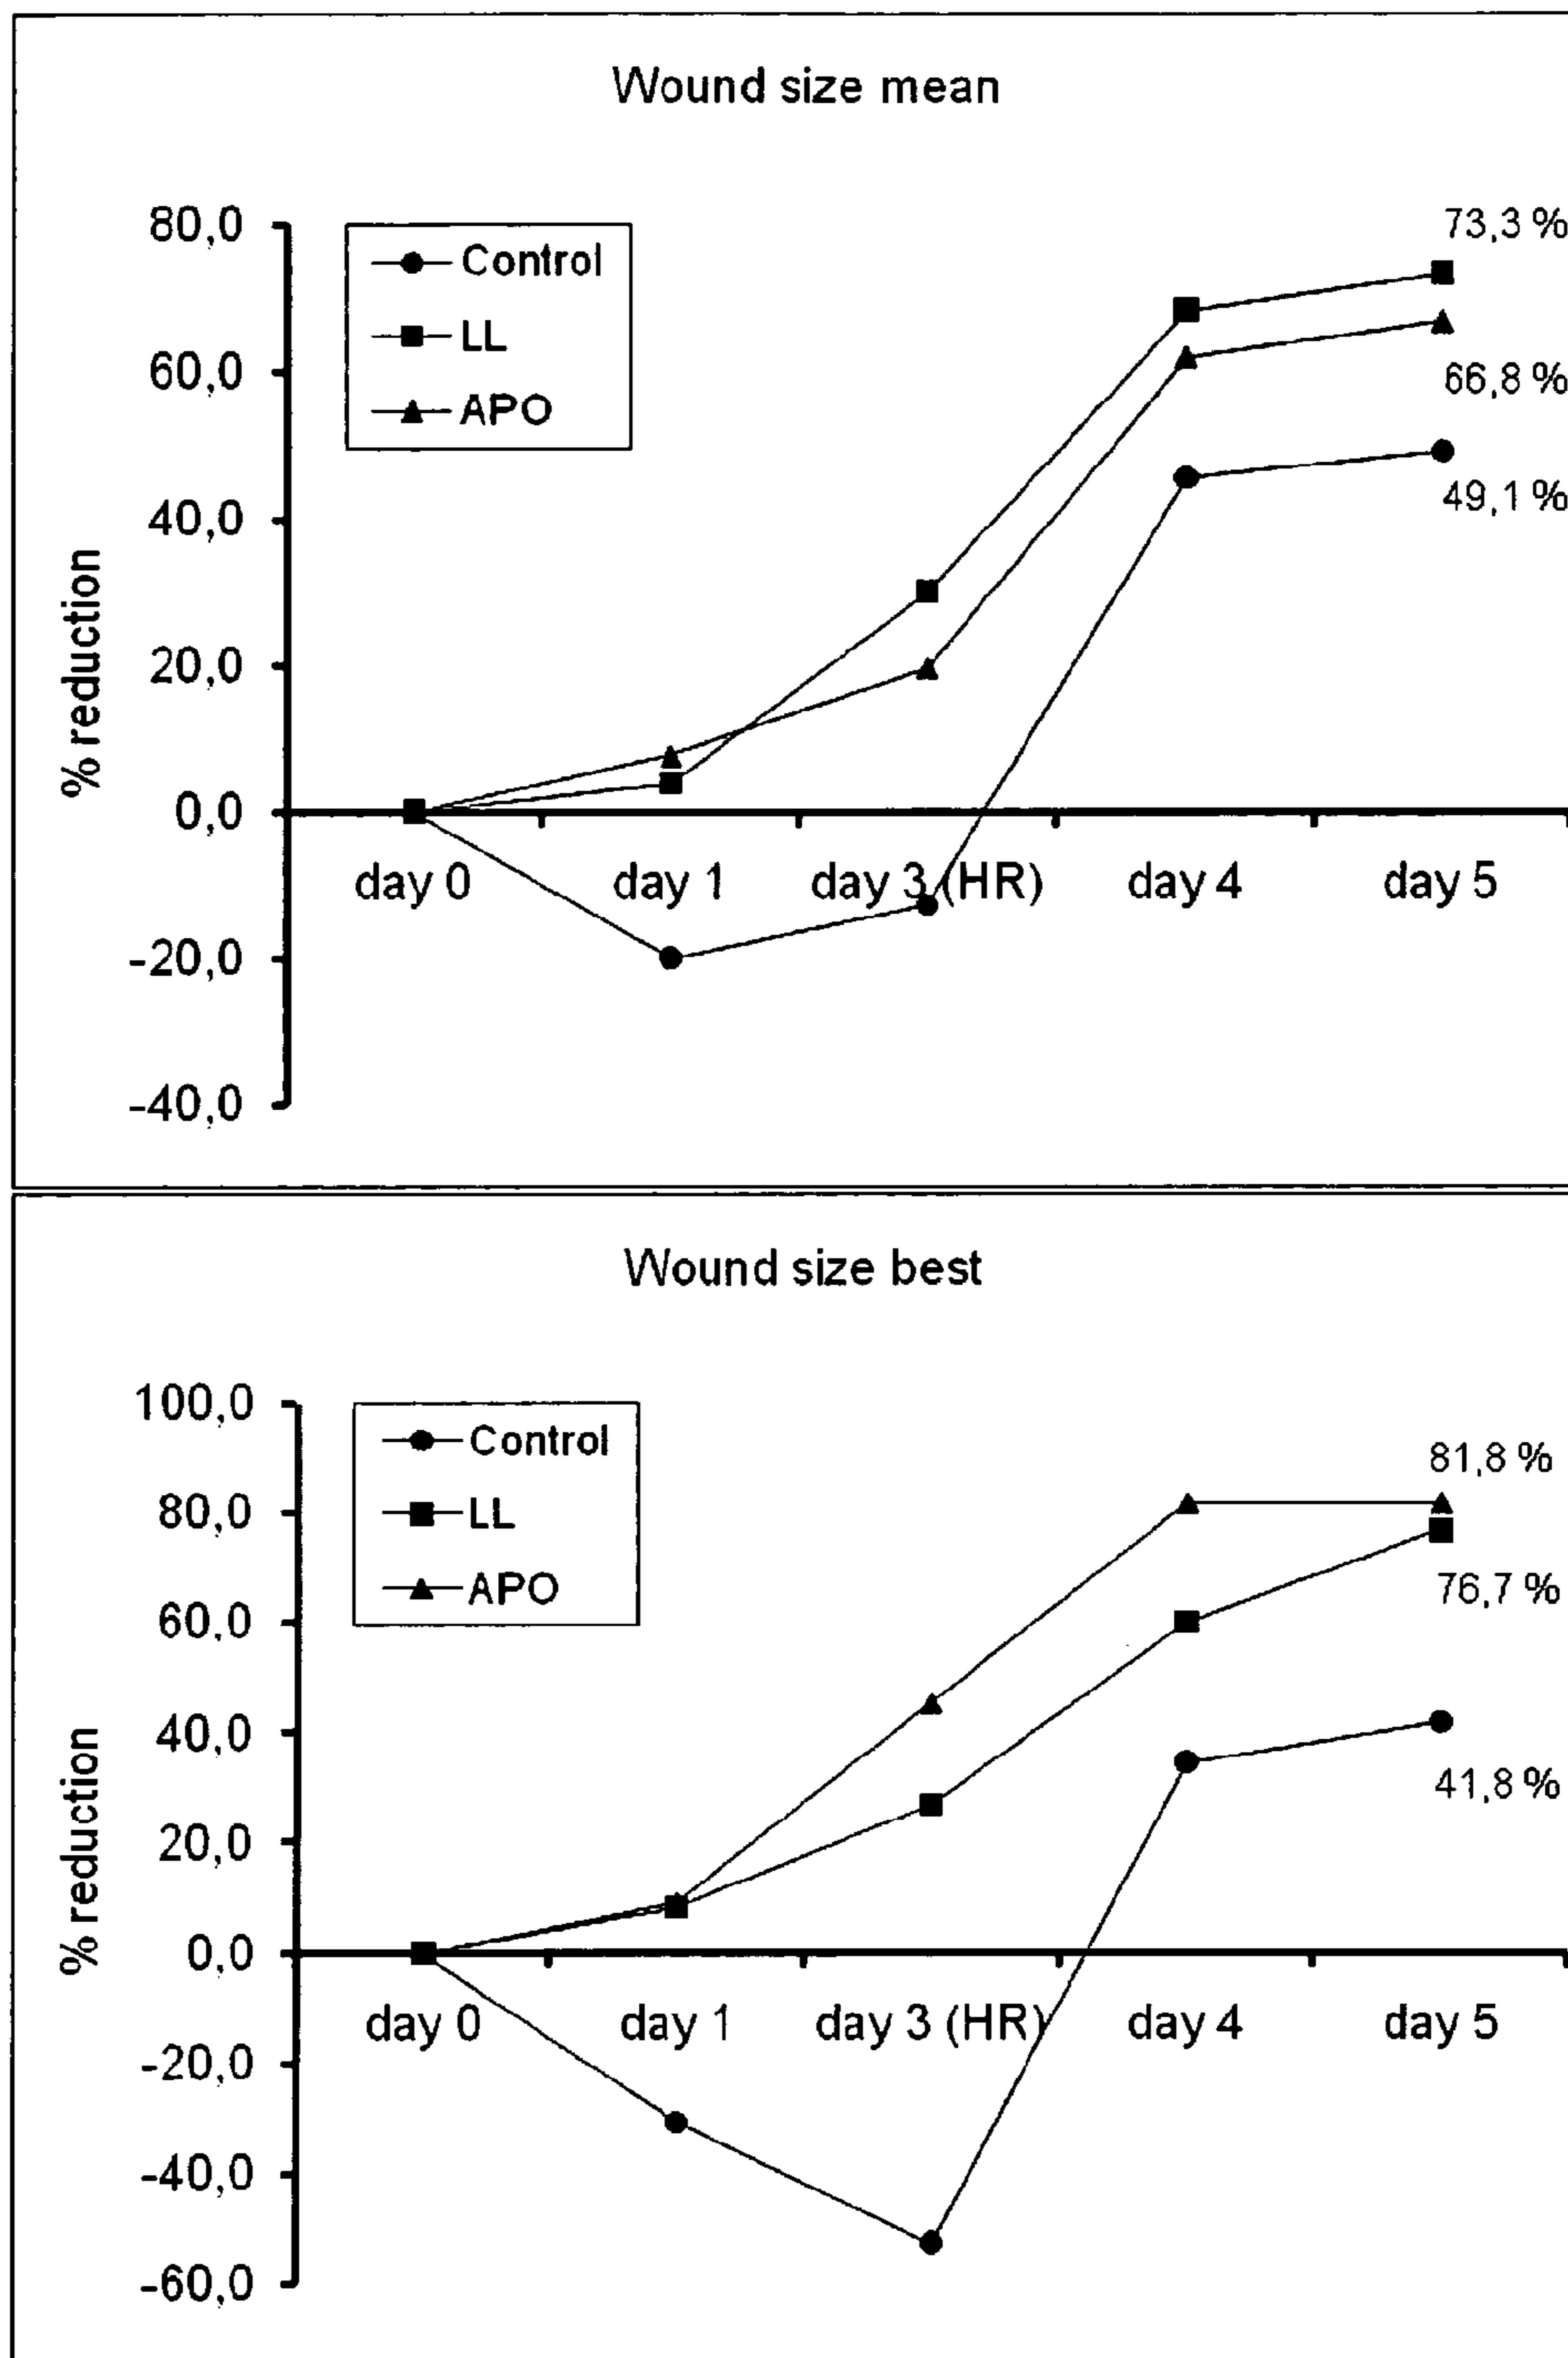 Wound size mean
80,0
60,0
40,0
20,0
0,0
-20,0
-40,0
% reduction
Control
LL
APO
73,3 %
66,8 %
49,1 %
day 0 day 1 day 3 (HR) day 4 day 5
Wound size best
100,0
80,0
60,0
40,0
20,0
0,0
-20,0
-40,0
-60,0
% reduction
Control
LL
APO
81,8 %
76,7 %
41,8 %
day 0 day 1 day 3 (HR) day 4 day 5